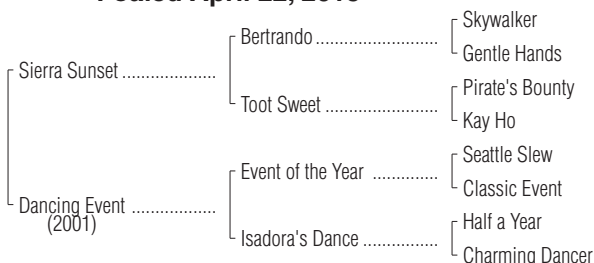 Skywalker
Bertrando ..............................
Gentle Hands
Sierra Sunset ...................
Pirate's Bounty
Toot Sweet ...........................
Kay Ho
Seattle Slew
Event of the Year ................
Classic Event
Dancing Event .................
(2001)
Half a Year
Isadora's Dance ..................
Charming Dancer